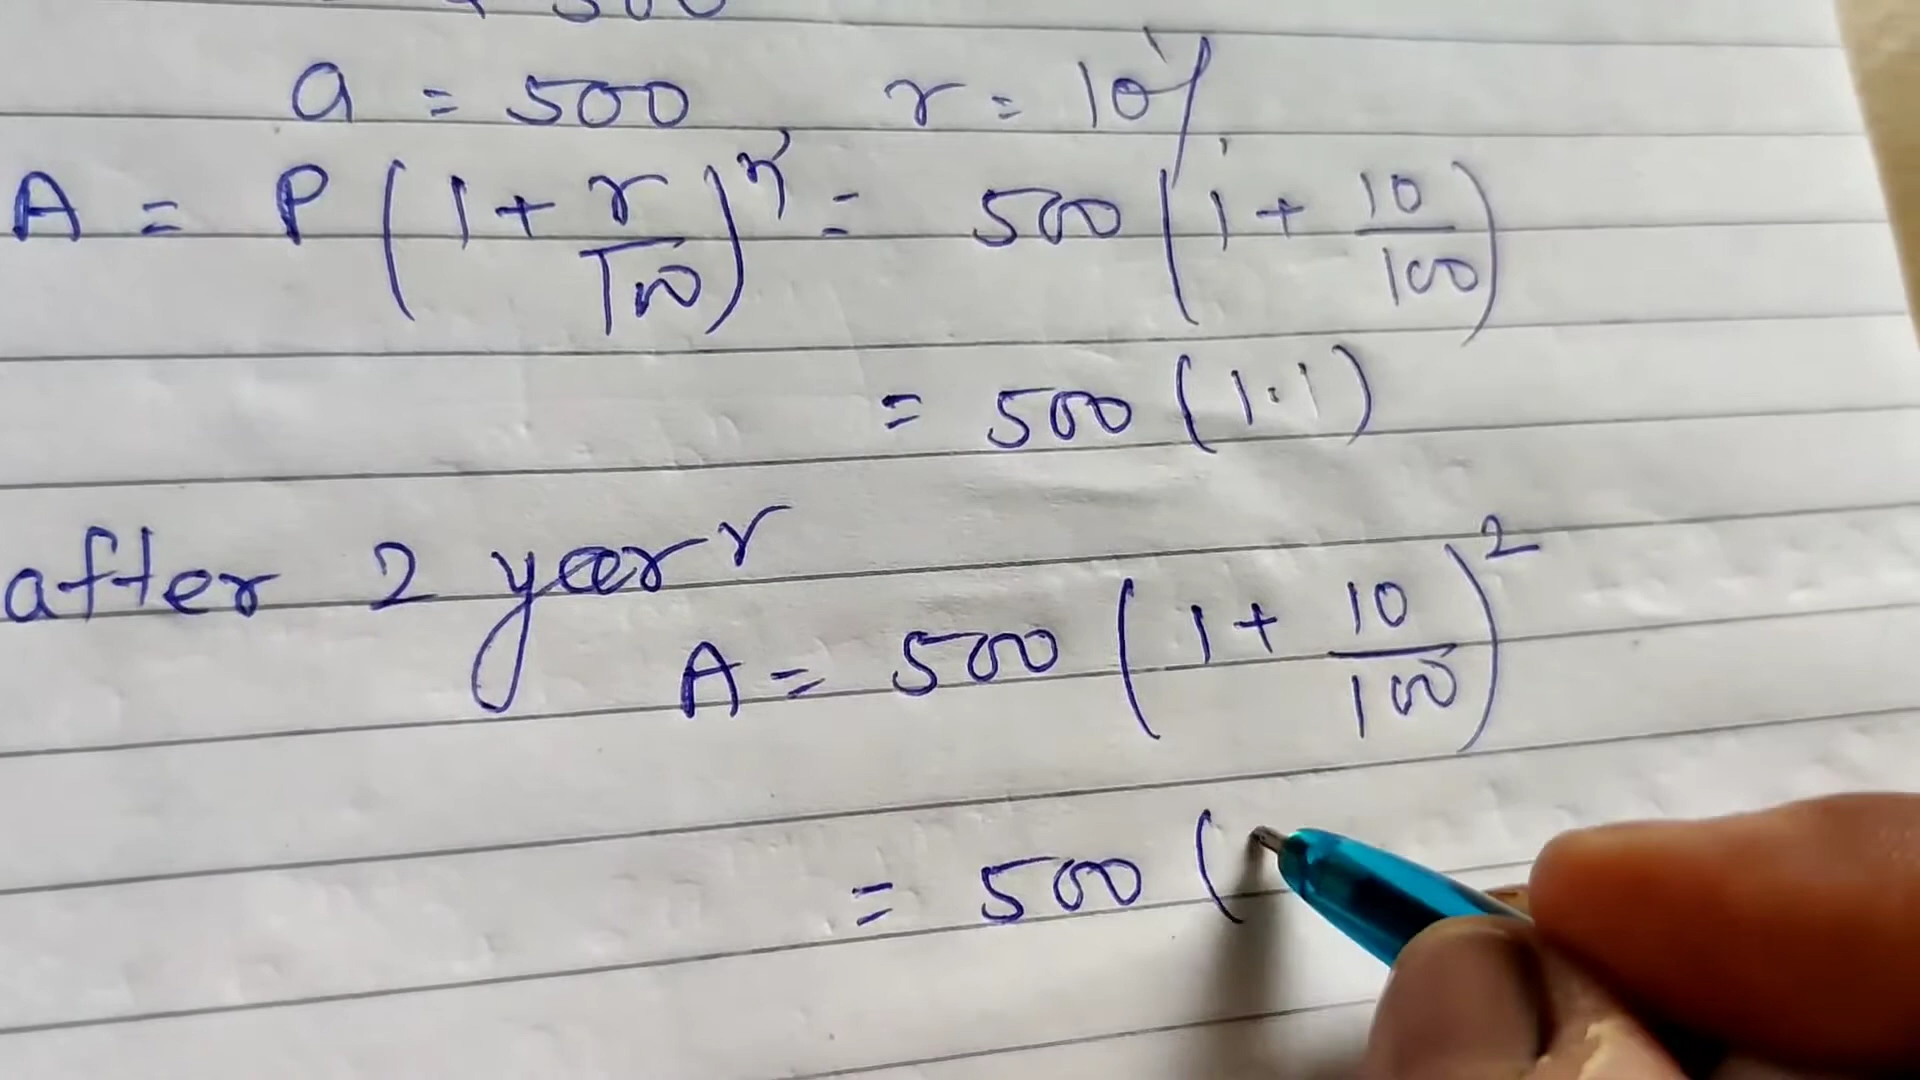 a = 500, r = 10%
A = P(1 + r/100)^n = 500(1 + 10/100)
= 500(1.1)
after 2 year
A = 500(1 + 10/100)^2
= 500(